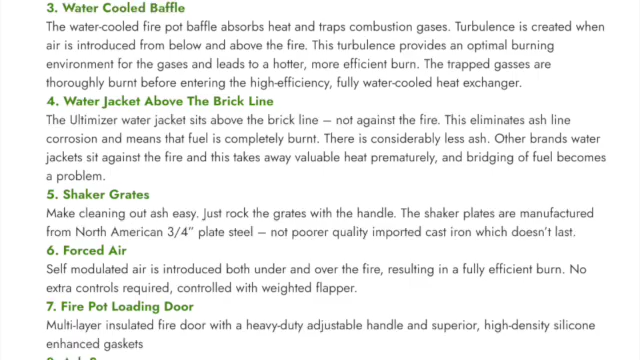 3. Water Cooled Baffle
The water-cooled fire pot baffle absorbs heat and traps combustion gases. Turbulence is created when
air is introduced from below and above the fire. This turbulence provides an optimal burning
environment for the gases and leads to a hotter, more efficient burn. The trapped gasses are
thoroughly burnt before entering the high-efficiency, fully water-cooled heat exchanger.
4. Water Jacket Above The Brick Line
The Ultimizer water jacket sits above the brick line – not against the fire. This eliminates ash line
corrosion and means that fuel is completely burnt. There is considerably less ash. Other brands water
jackets sit against the fire and this takes away valuable heat prematurely, and bridging of fuel becomes
a problem.
5. Shaker Grates
Make cleaning out ash easy. Just rock the grates with the handle. The shaker plates are manufactured
from North American 3/4” plate steel – not poorer quality imported cast iron which doesn’t last.
6. Forced Air
Self modulated air is introduced both under and over the fire, resulting in a fully efficient burn. No
extra controls required, controlled with weighted flapper.
7. Fire Pot Loading Door
Multi-layer insulated fire door with a heavy-duty adjustable handle and superior, high-density silicone
enhanced gaskets